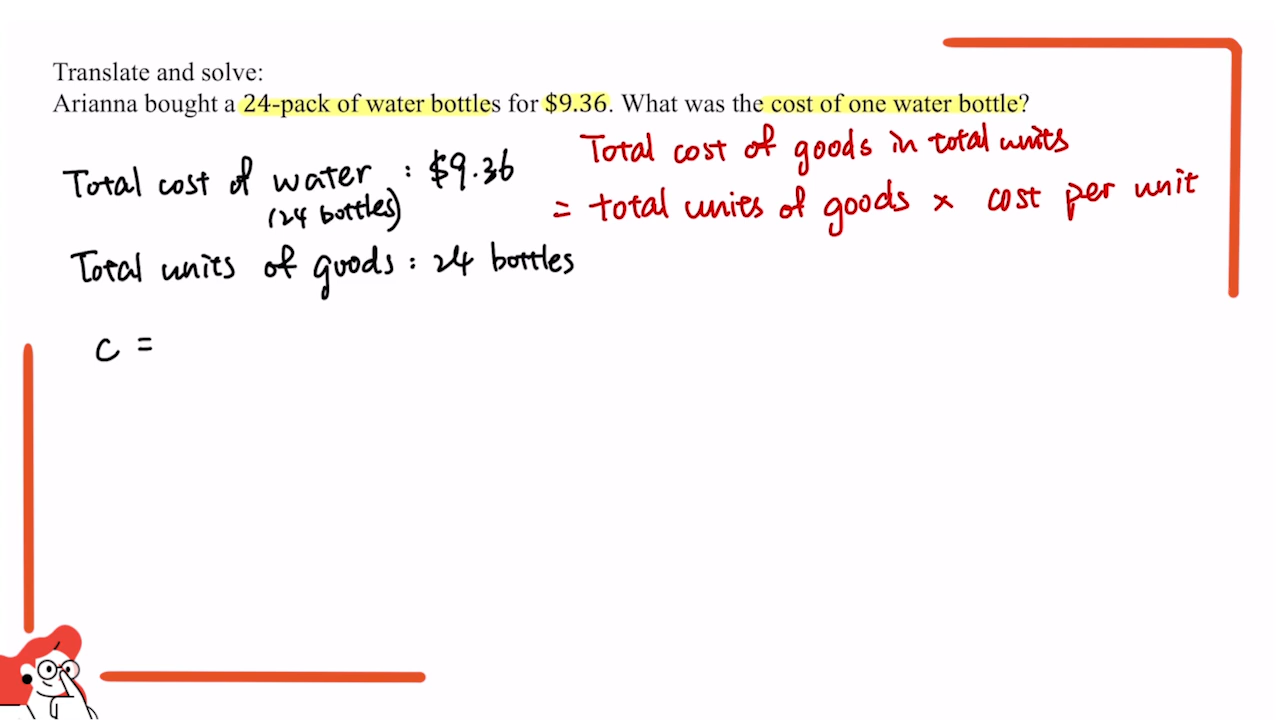 Translate and solve:
Arianna bought a 24-pack of water bottles for $9.36. What was the cost of one water bottle?
Total cost of water : $9.36
(24 bottles)
Total units of goods : 24 bottles
c =
Total cost of goods in total units
= total units of goods × cost per unit